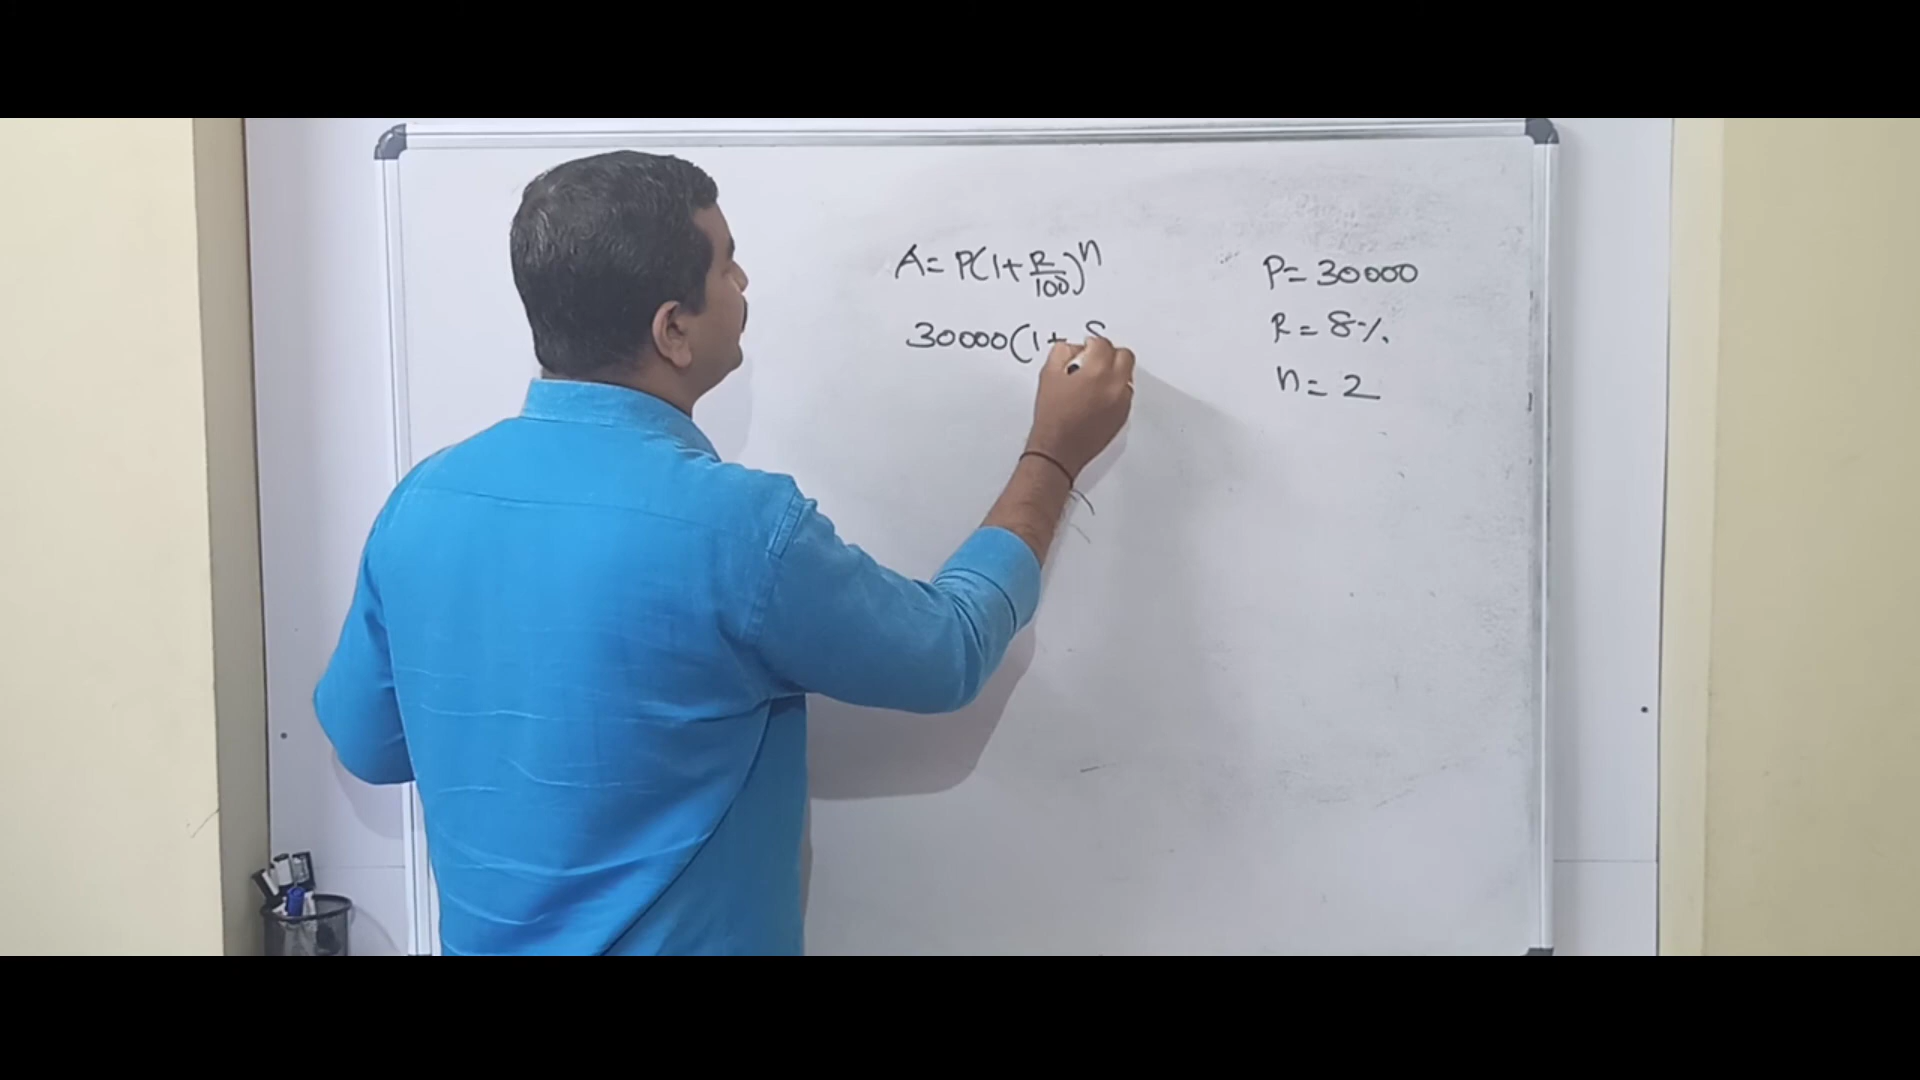 A = P(1+R/100)^n
30000(1+ 8
P = 30000
R = 8%
n = 2